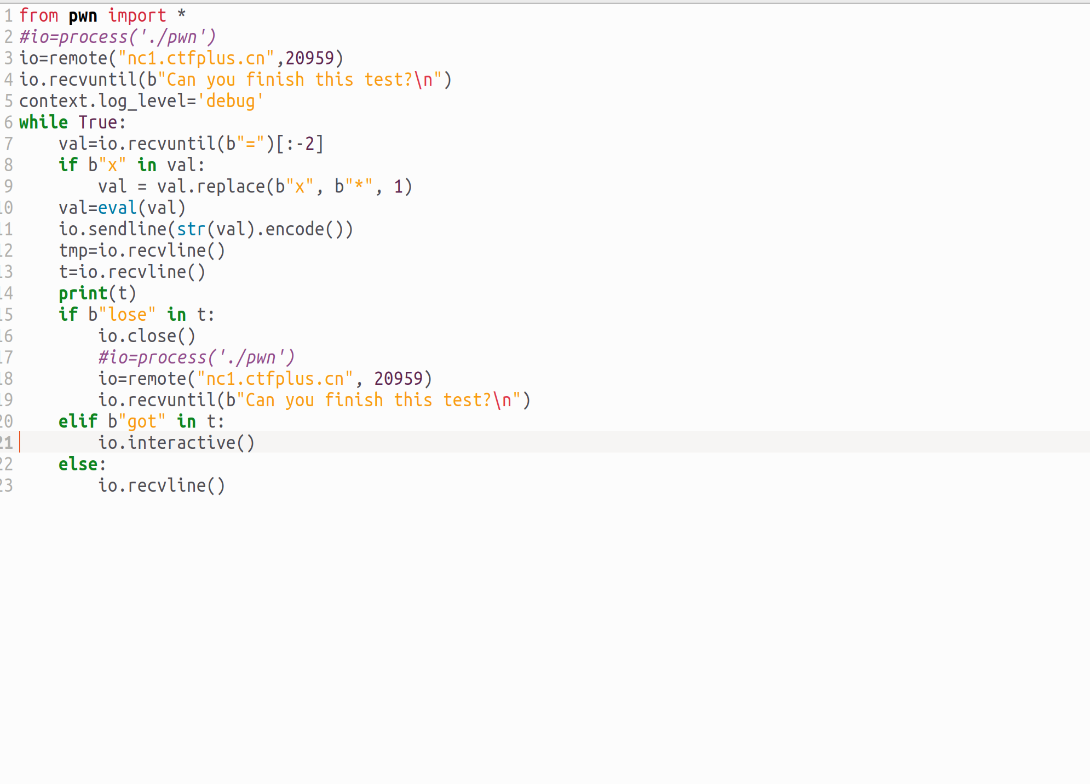 1 from pwn import *
2 #io=process('./pwn')
3 io=remote("nc1.ctfplus.cn",20959)
4 io.recvuntil(b"Can you finish this test?\n")
5 context.log_level='debug'
6 while True:
7     val=io.recvuntil(b"=")[:-2]
8     if b"x" in val:
9         val = val.replace(b"x", b"*", 1)
10     val=eval(val)
11     io.sendline(str(val).encode())
12     tmp=io.recvline()
13     t=io.recvline()
14     print(t)
15     if b"lose" in t:
16         io.close()
17         #io=process('./pwn')
18         io=remote("nc1.ctfplus.cn", 20959)
19         io.recvuntil(b"Can you finish this test?\n")
20     elif b"got" in t:
21         io.interactive()
22     else:
23         io.recvline()